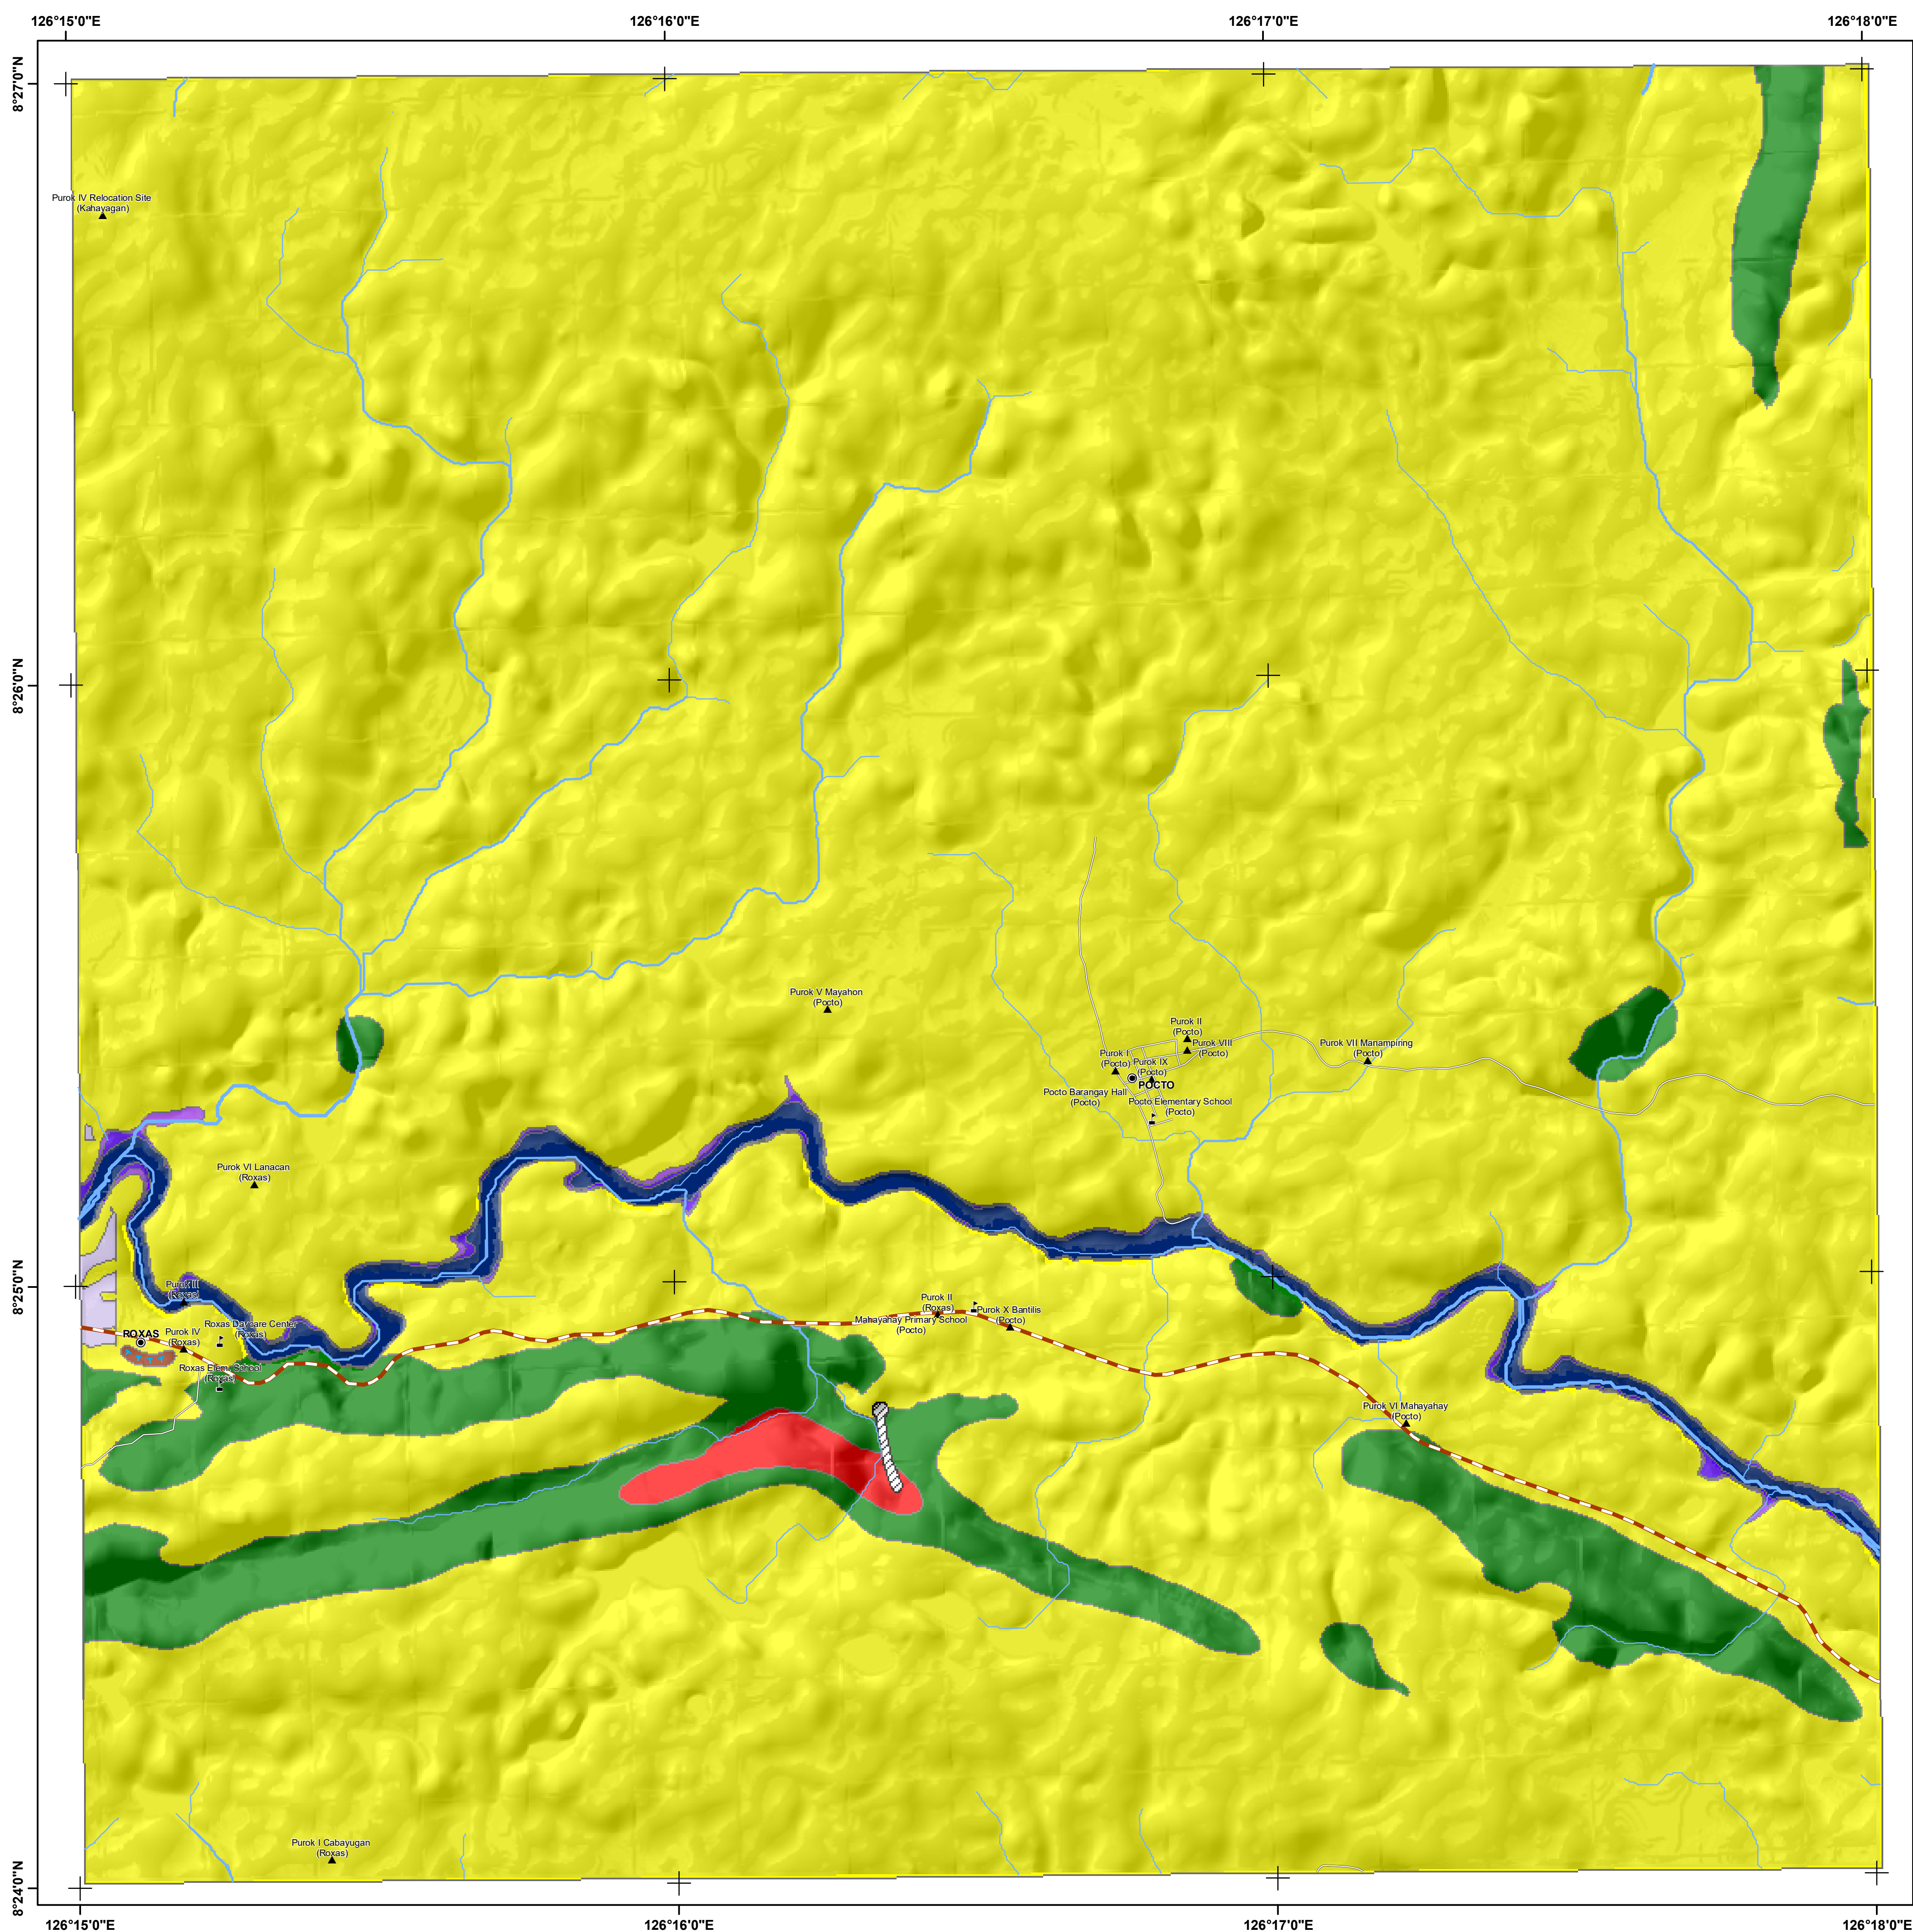 126°15'0"E
126°16'0"E
126°17'0"E
126°18'0"E
8°27'0"N
Purok IV Relocation Site
(Kahayagan)
8°26'0"N
Purok V Mayahon
(Pocto)
Purok II
(Pocto)
Purok VIII
(Pocto)
Purok VII Manampiring
(Pocto)
Purok I
(Pocto)
Purok IX
(Pocto)
POCTO
Pocto Barangay Hall
(Pocto)
Pocto Elementary School
(Pocto)
Purok VI Lanacan
(Roxas)
8°25'0"N
Purok III
(Roxas)
Purok II
(Roxas)
Purok X Bantilis
(Pocto)
Mahayahay Primary School
(Pocto)
Roxas Daycare Center
(Roxas)
ROXAS
Purok IV
(Roxas)
Roxas Elem. School
(Roxas)
Purok VI Mahayahay
(Pocto)
Purok I Cabayugan
(Roxas)
8°24'0"N
126°15'0"E
126°16'0"E
126°17'0"E
126°18'0"E